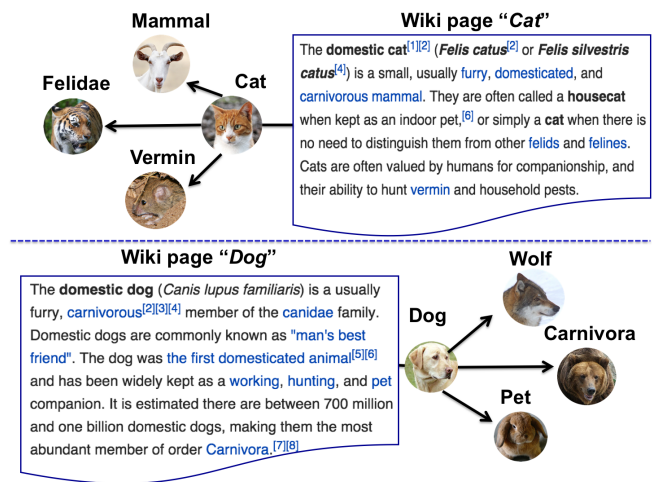 Mammal
Wiki page “Cat”
Felidae
Cat
Vermin
The domestic cat[1][2] (Felis catus[2] or Felis silvestris
catus[4]) is a small, usually furry, domesticated, and
carnivorous mammal. They are often called a housecat
when kept as an indoor pet,[6] or simply a cat when there is
no need to distinguish them from other felids and felines.
Cats are often valued by humans for companionship, and
their ability to hunt vermin and household pests.
Wiki page “Dog”
The domestic dog (Canis lupus familiaris) is a usually
furry, carnivorous[2][3][4] member of the canidae family.
Domestic dogs are commonly known as "man's best
friend". The dog was the first domesticated animal[5][6]
and has been widely kept as a working, hunting, and pet
companion. It is estimated there are between 700 million
and one billion domestic dogs, making them the most
abundant member of order Carnivora.[7][8]
Wolf
Dog
Carnivora
Pet